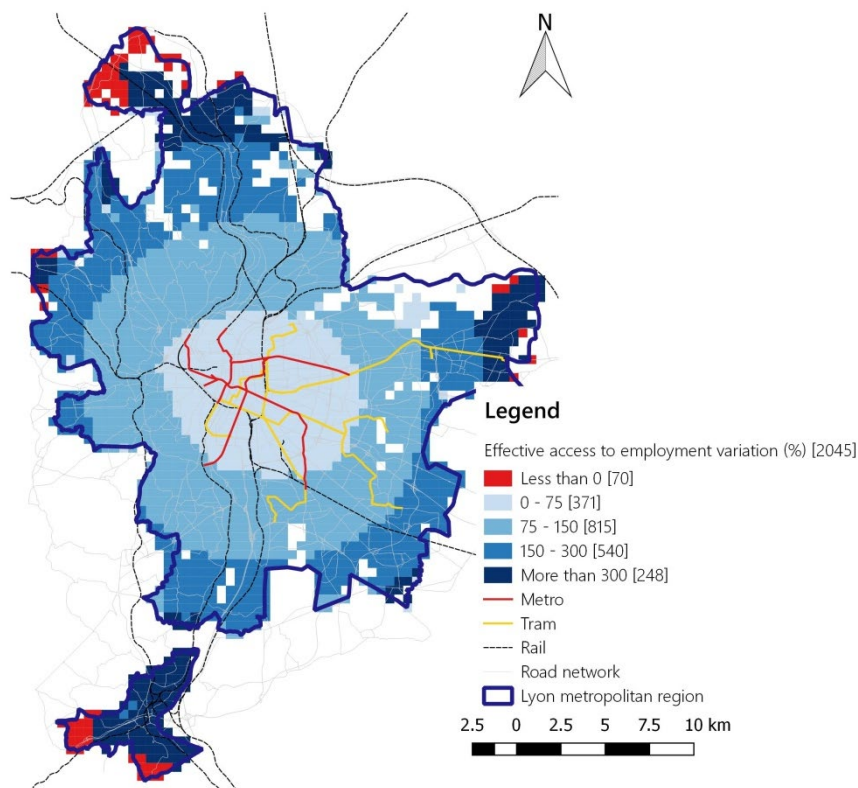 N
Legend
Effective access to employment variation (%) [2045]
Less than 0 [70]
0 - 75 [371]
75 - 150 [815]
150 - 300 [540]
More than 300 [248]
Metro
Tram
Rail
Road network
Lyon metropolitan region
2.5 0 2.5 5 7.5 10 km